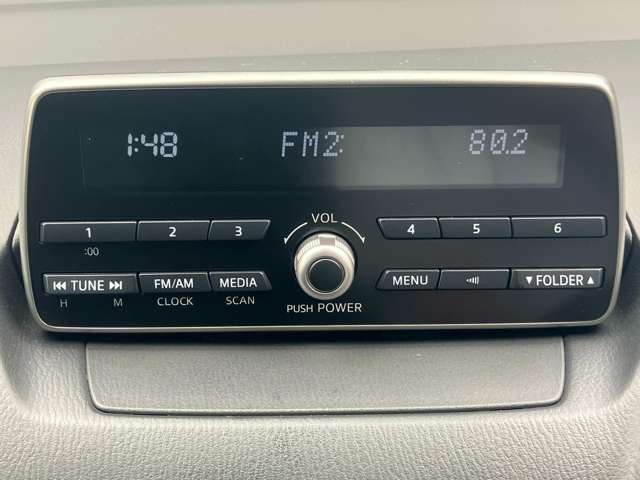 1:48 FM2: 80.2
VOL
1 2 3 4 5 6
:00
TUNE FM/AM MEDIA MENU FOLDER
H M CLOCK SCAN PUSH POWER